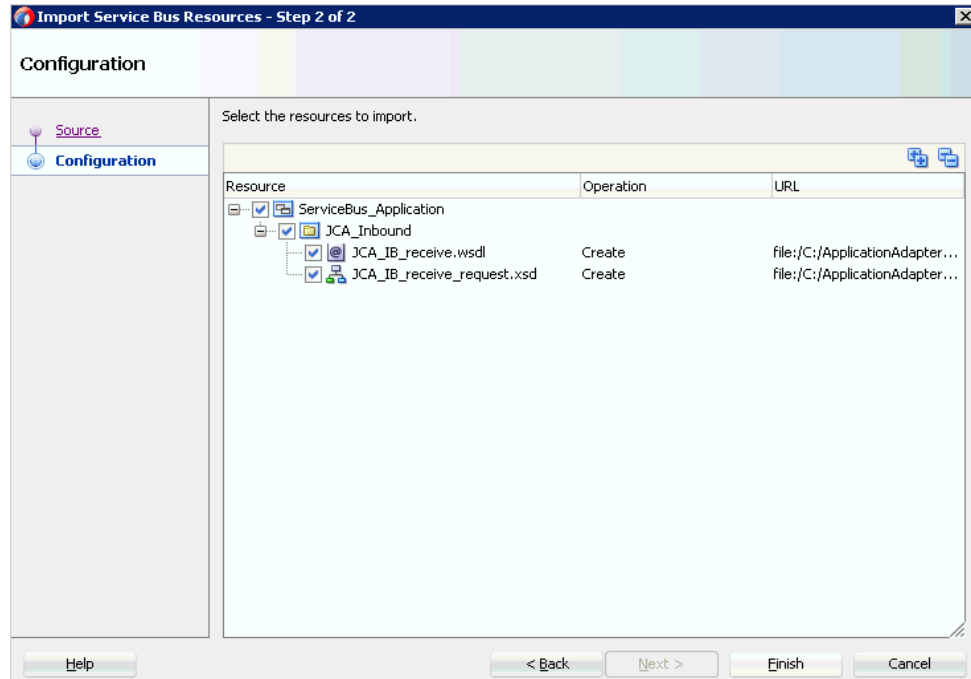 Import Service Bus Resources - Step 2 of 2
Configuration
Source
Configuration
Select the resources to import.
Resource Operation URL
ServiceBus_Application
JCA_Inbound
JCA_IB_receive.wsdl Create file:/C:/ApplicationAdapter...
JCA_IB_receive_request.xsd Create file:/C:/ApplicationAdapter...
Help < Back Next > Finish Cancel